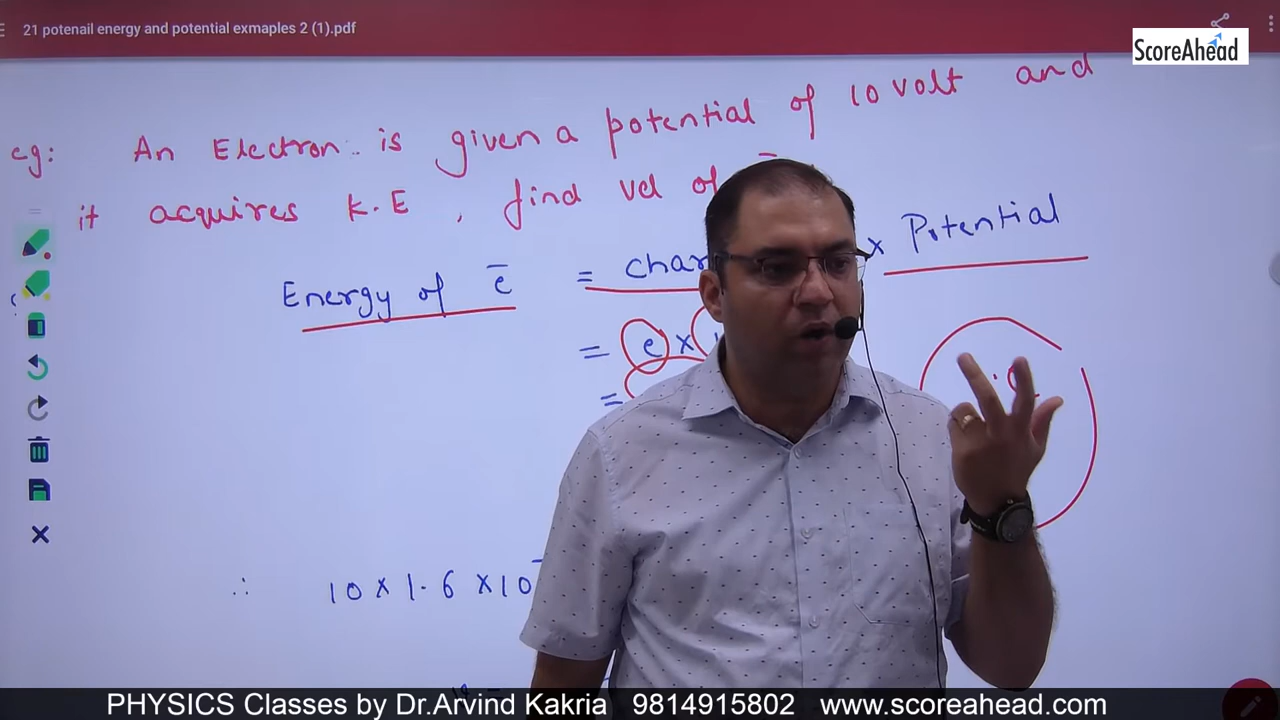 21 potenail energy and potential exmaples 2 (1).pdf
ScoreAhead
eg: An Electron is given a potential of 10 volt and
it acquires K.E , find vel of
Energy of e̅ = char × Potential
= e ×
=
∴ 10 × 1.6 × 10
PHYSICS Classes by Dr.Arvind Kakria 9814915802 www.scoreahead.com